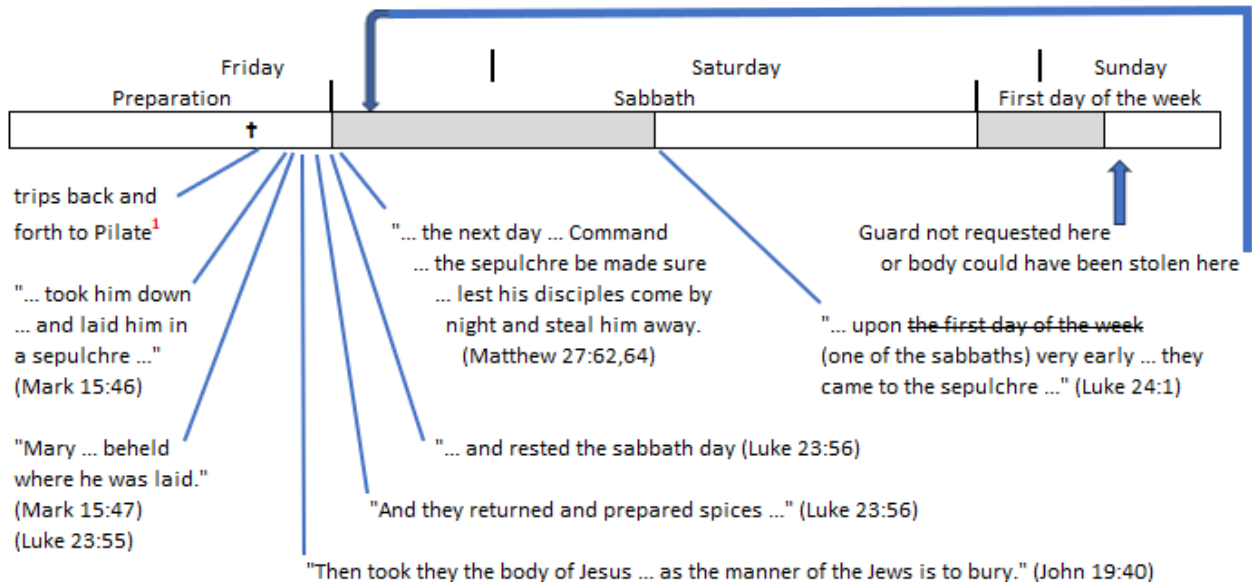 Friday Saturday Sunday
Preparation Sabbath First day of the week
✝
trips back and
forth to Pilate1
"... took him down
... and laid him in
a sepulchre ..."
(Mark 15:46)
"Mary ... beheld
where he was laid."
(Mark 15:47)
(Luke 23:55)
"... the next day ... Command
... the sepulchre be made sure
... lest his disciples come by
night and steal him away.
(Matthew 27:62,64)
Guard not requested here
or body could have been stolen here
"... upon the first day of the week
(one of the sabbaths) very early ... they
came to the sepulchre ..." (Luke 24:1)
"... and rested the sabbath day (Luke 23:56)
"And they returned and prepared spices ..." (Luke 23:56)
"Then took they the body of Jesus ... as the manner of the Jews is to bury." (John 19:40)